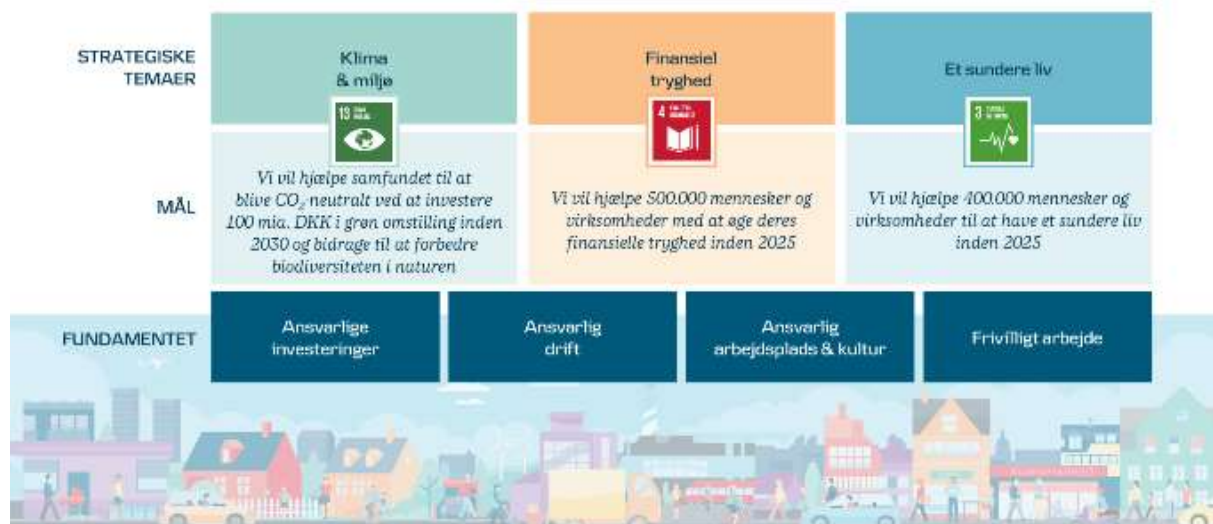 STRATEGISKE
TEMAER
Klima
& miljø
Finansiel
tryghed
Et sundere liv
13
4
3
MÅL
Vi vil hjælpe samfundet til at
blive CO₂ neutralt ved at investere
100 mia. DKK i grøn omstilling inden
2030 og bidrage til at forbedre
biodiversiteten i naturen
Vi vil hjælpe 500.000 mennesker og
virksomheder med at øge deres
finansielle tryghed inden 2025
Vi vil hjælpe 400.000 mennesker og
virksomheder til at have et sundere liv
inden 2025
FUNDAMENTET
Ansvarlige
investeringer
Ansvarlig
drift
Ansvarlig
arbejdsplads & kultur
Frivilligt arbejde